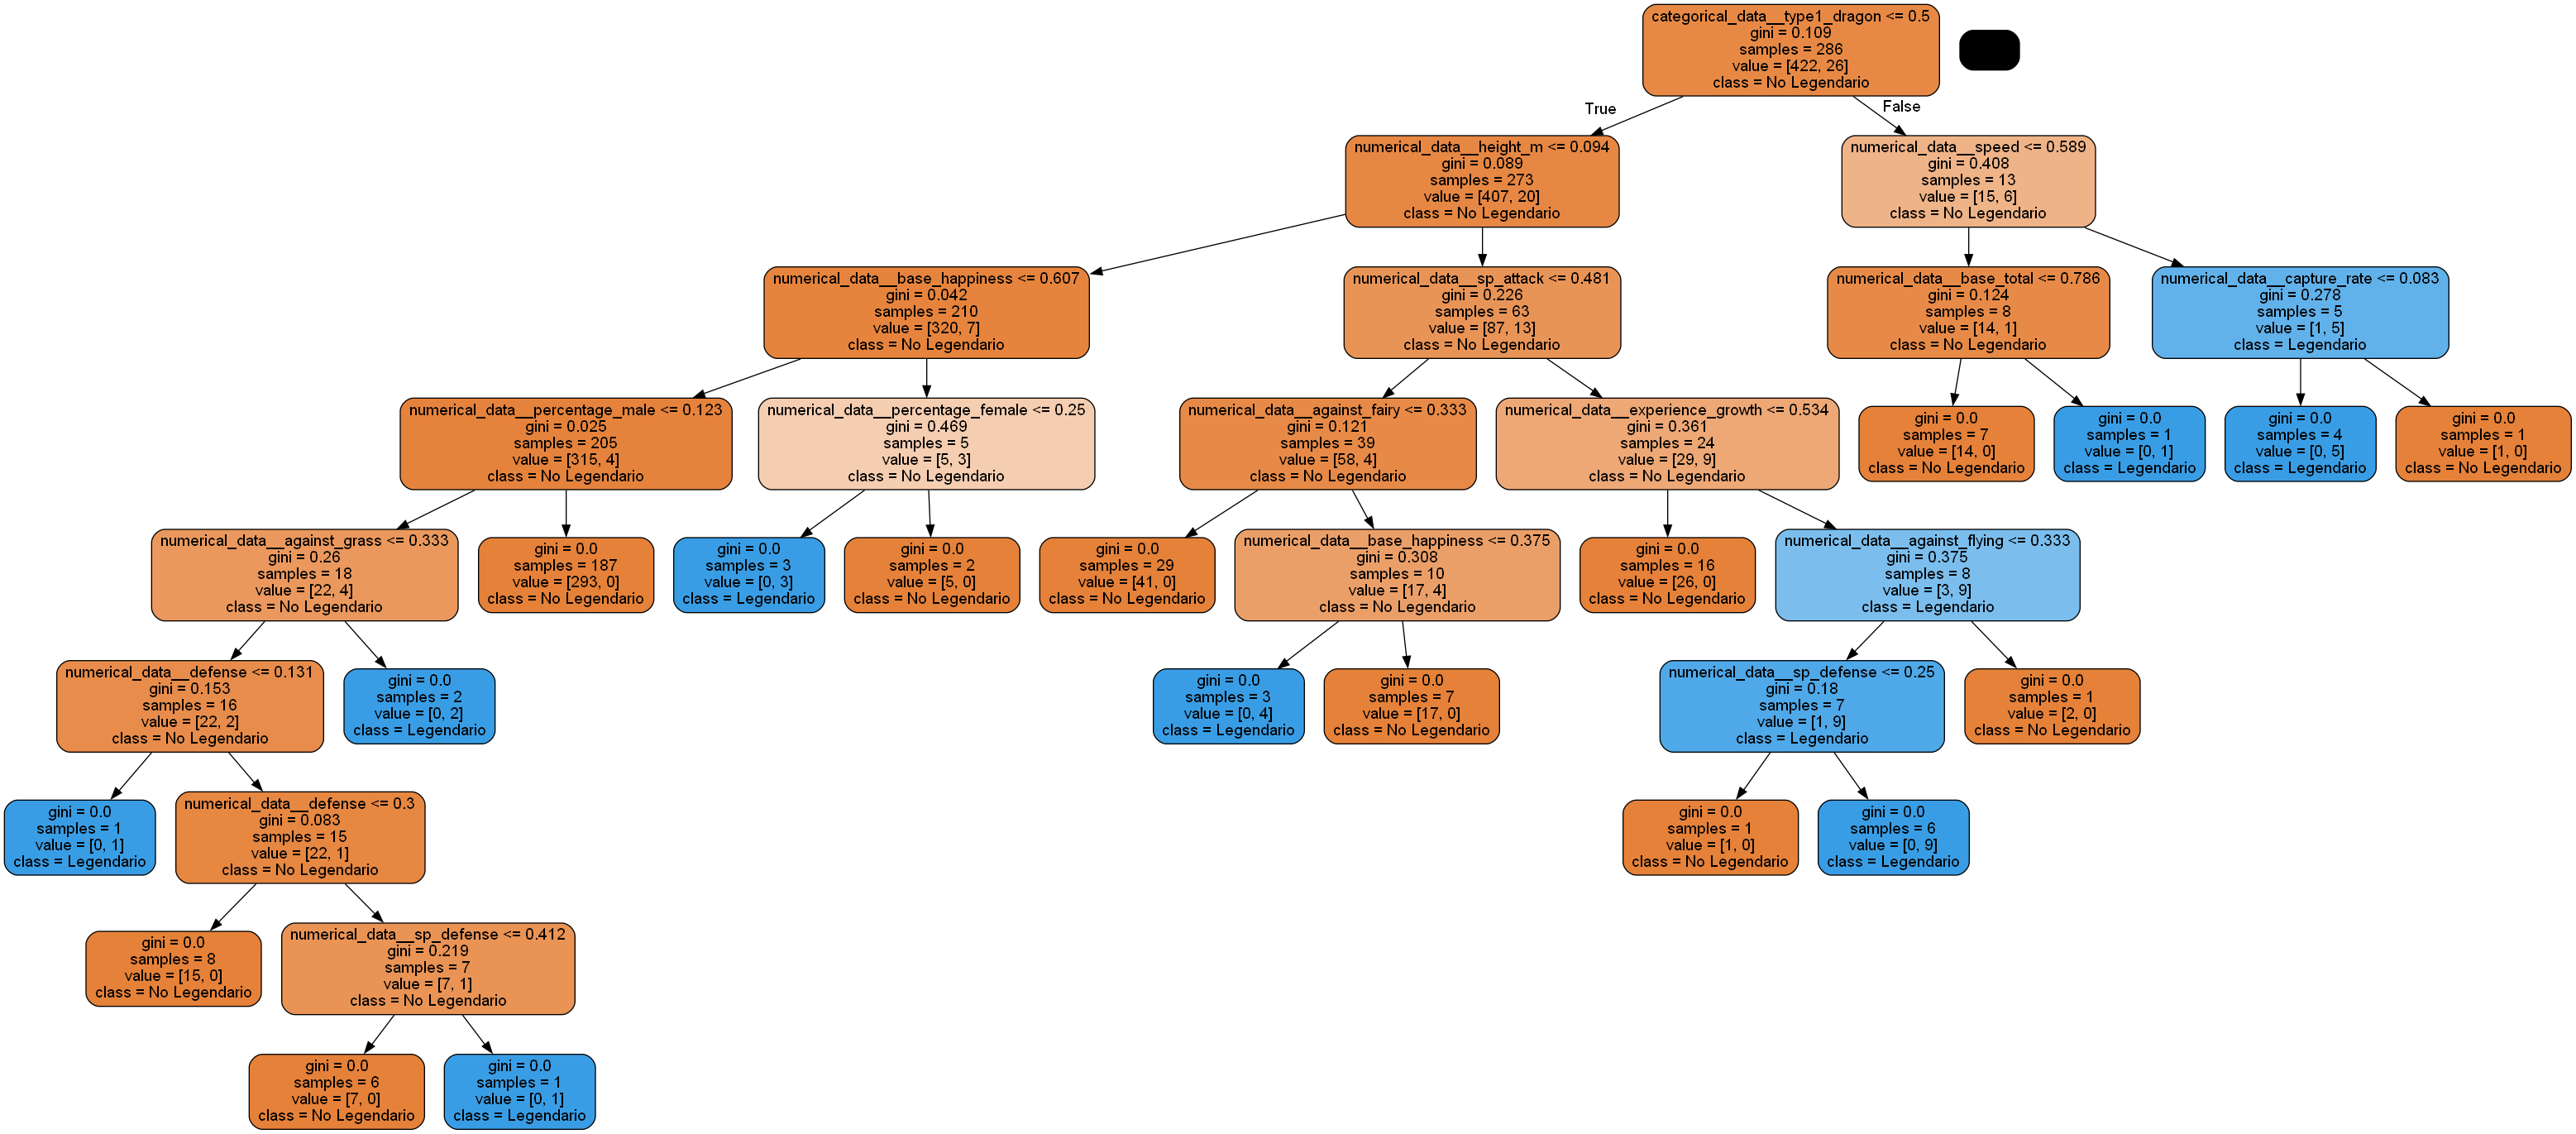 categorical_data__type1_dragon <= 0.5
gini = 0.109
samples = 286
value = [422, 26]
class = No Legendario
True
False
numerical_data__height_m <= 0.094
gini = 0.089
samples = 273
value = [407, 20]
class = No Legendario
numerical_data__speed <= 0.589
gini = 0.408
samples = 13
value = [15, 6]
class = No Legendario
numerical_data__base_happiness <= 0.607
gini = 0.042
samples = 210
value = [320, 7]
class = No Legendario
numerical_data__sp_attack <= 0.481
gini = 0.226
samples = 63
value = [87, 13]
class = No Legendario
numerical_data__base_total <= 0.786
gini = 0.124
samples = 8
value = [14, 1]
class = No Legendario
numerical_data__capture_rate <= 0.083
gini = 0.278
samples = 5
value = [1, 5]
class = Legendario
numerical_data__percentage_male <= 0.123
gini = 0.025
samples = 205
value = [315, 4]
class = No Legendario
numerical_data__percentage_female <= 0.25
gini = 0.469
samples = 5
value = [5, 3]
class = No Legendario
numerical_data__against_fairy <= 0.333
gini = 0.121
samples = 39
value = [58, 4]
class = No Legendario
numerical_data__experience_growth <= 0.534
gini = 0.361
samples = 24
value = [29, 9]
class = No Legendario
gini = 0.0
samples = 7
value = [14, 0]
class = No Legendario
gini = 0.0
samples = 1
value = [0, 1]
class = Legendario
gini = 0.0
samples = 4
value = [0, 5]
class = Legendario
gini = 0.0
samples = 1
value = [1, 0]
class = No Legendario
numerical_data__against_grass <= 0.333
gini = 0.26
samples = 18
value = [22, 4]
class = No Legendario
gini = 0.0
samples = 187
value = [293, 0]
class = No Legendario
gini = 0.0
samples = 3
value = [0, 3]
class = Legendario
gini = 0.0
samples = 2
value = [5, 0]
class = No Legendario
gini = 0.0
samples = 29
value = [41, 0]
class = No Legendario
numerical_data__base_happiness <= 0.375
gini = 0.308
samples = 10
value = [17, 4]
class = No Legendario
gini = 0.0
samples = 16
value = [26, 0]
class = No Legendario
numerical_data__against_flying <= 0.333
gini = 0.375
samples = 8
value = [3, 9]
class = Legendario
numerical_data__defense <= 0.131
gini = 0.153
samples = 16
value = [22, 2]
class = No Legendario
gini = 0.0
samples = 2
value = [0, 2]
class = Legendario
gini = 0.0
samples = 3
value = [0, 4]
class = Legendario
gini = 0.0
samples = 7
value = [17, 0]
class = No Legendario
numerical_data__sp_defense <= 0.25
gini = 0.18
samples = 7
value = [1, 9]
class = Legendario
gini = 0.0
samples = 1
value = [2, 0]
class = No Legendario
gini = 0.0
samples = 1
value = [0, 1]
class = Legendario
numerical_data__defense <= 0.3
gini = 0.083
samples = 15
value = [22, 1]
class = No Legendario
gini = 0.0
samples = 1
value = [1, 0]
class = No Legendario
gini = 0.0
samples = 6
value = [0, 9]
class = Legendario
gini = 0.0
samples = 8
value = [15, 0]
class = No Legendario
numerical_data__sp_defense <= 0.412
gini = 0.219
samples = 7
value = [7, 1]
class = No Legendario
gini = 0.0
samples = 6
value = [7, 0]
class = No Legendario
gini = 0.0
samples = 1
value = [0, 1]
class = Legendario